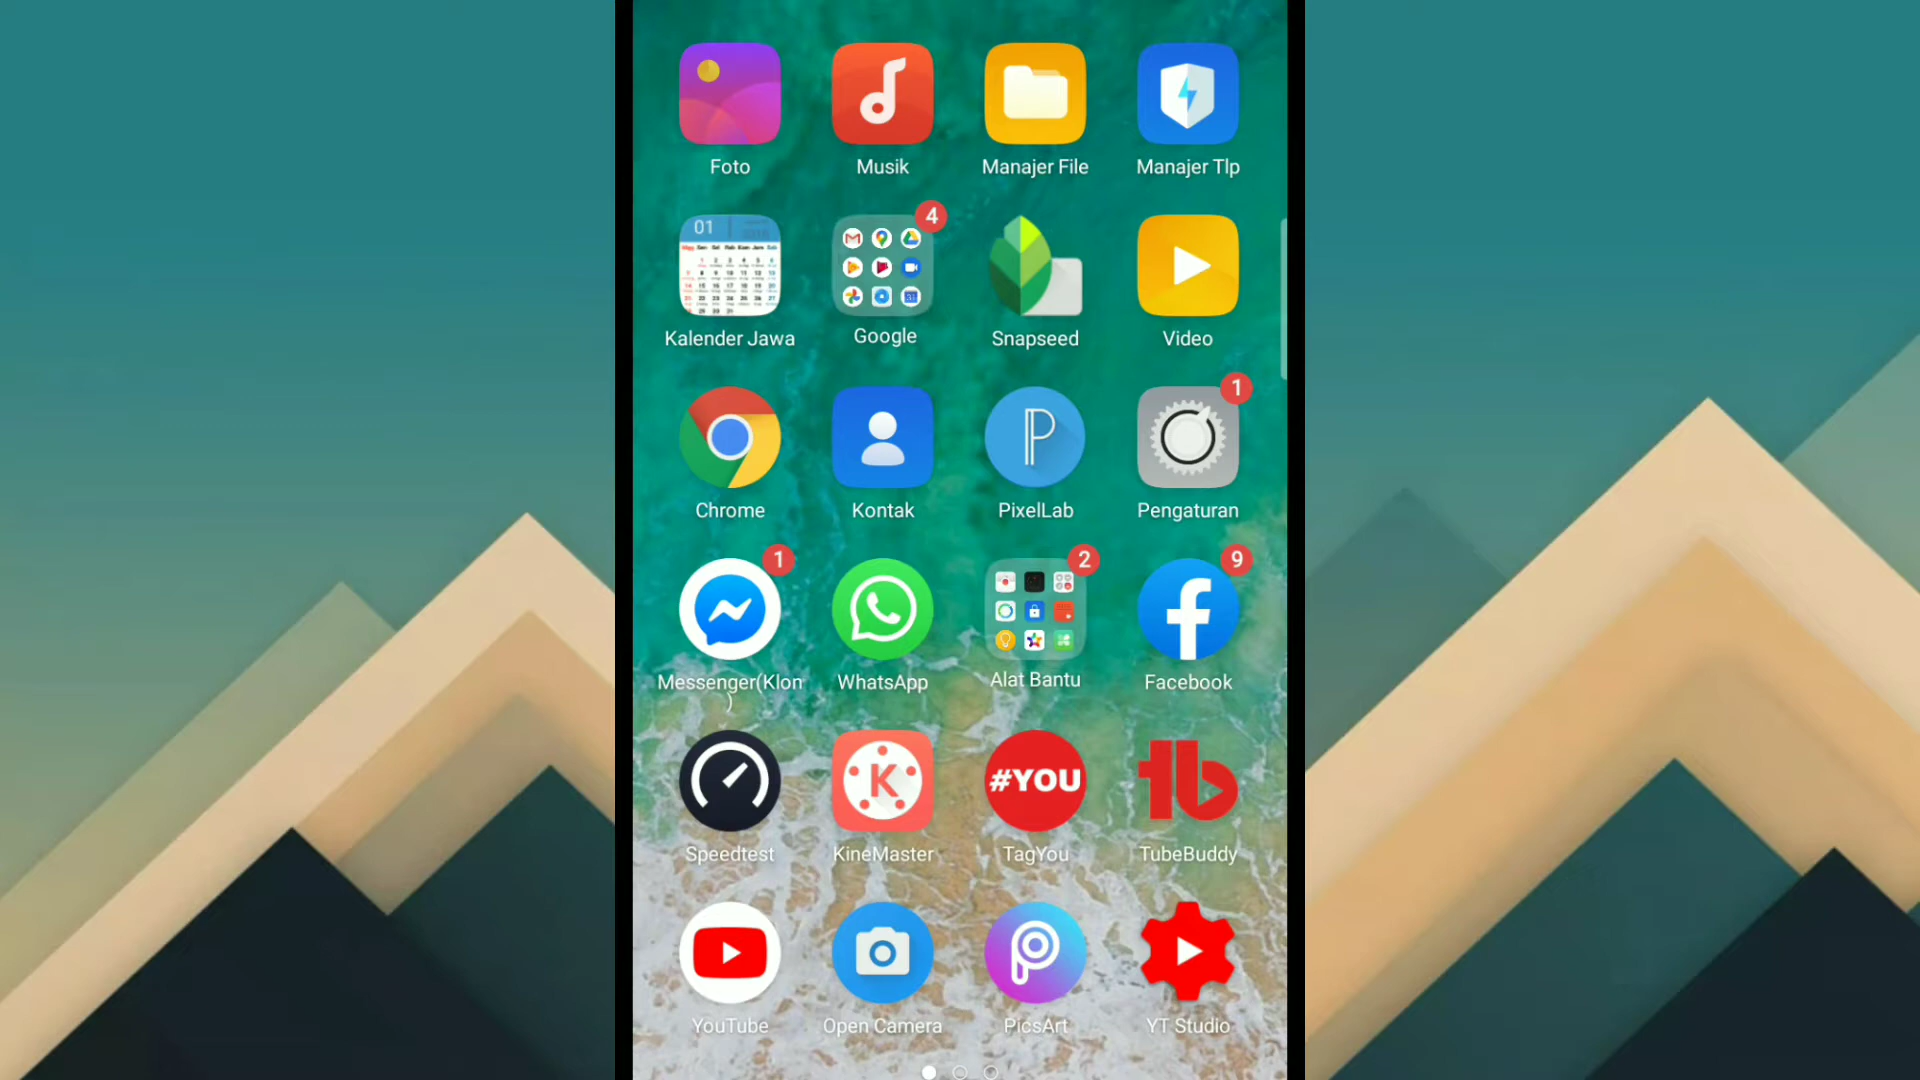 Foto
Musik
Manajer File
Manajer Tlp
01
4
Kalender Jawa
Google
Snapseed
Video
1
Chrome
Kontak
PixelLab
Pengaturan
1
2
9
Messenger(Klon
)
WhatsApp
Alat Bantu
Facebook
K
#YOU
tb
Speedtest
KineMaster
TagYou
TubeBuddy
YouTube
Open Camera
PicsArt
YT Studio